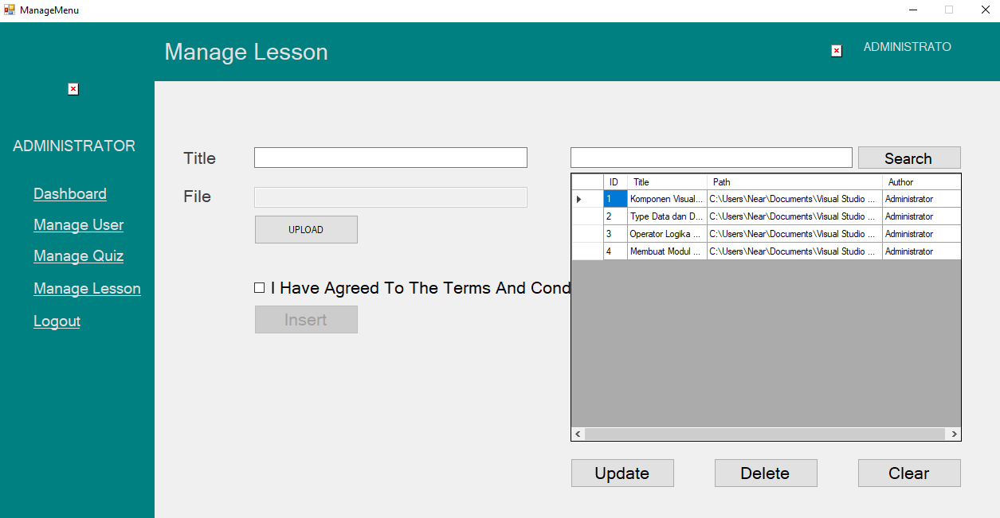 ManageMenu
Manage Lesson
ADMINISTRATO
ADMINISTRATOR
Dashboard
Manage User
Manage Quiz
Manage Lesson
Logout
Title
File
UPLOAD
I Have Agreed To The Terms And Cond
Insert
Search
ID Title Path Author
1 Komponen Visual... C:\Users\Near\Documents\Visual Studio ... Administrator
2 Type Data dan D... C:\Users\Near\Documents\Visual Studio ... Administrator
3 Operator Logika ... C:\Users\Near\Documents\Visual Studio ... Administrator
4 Membuat Modul ... C:\Users\Near\Documents\Visual Studio ... Administrator
Update Delete Clear